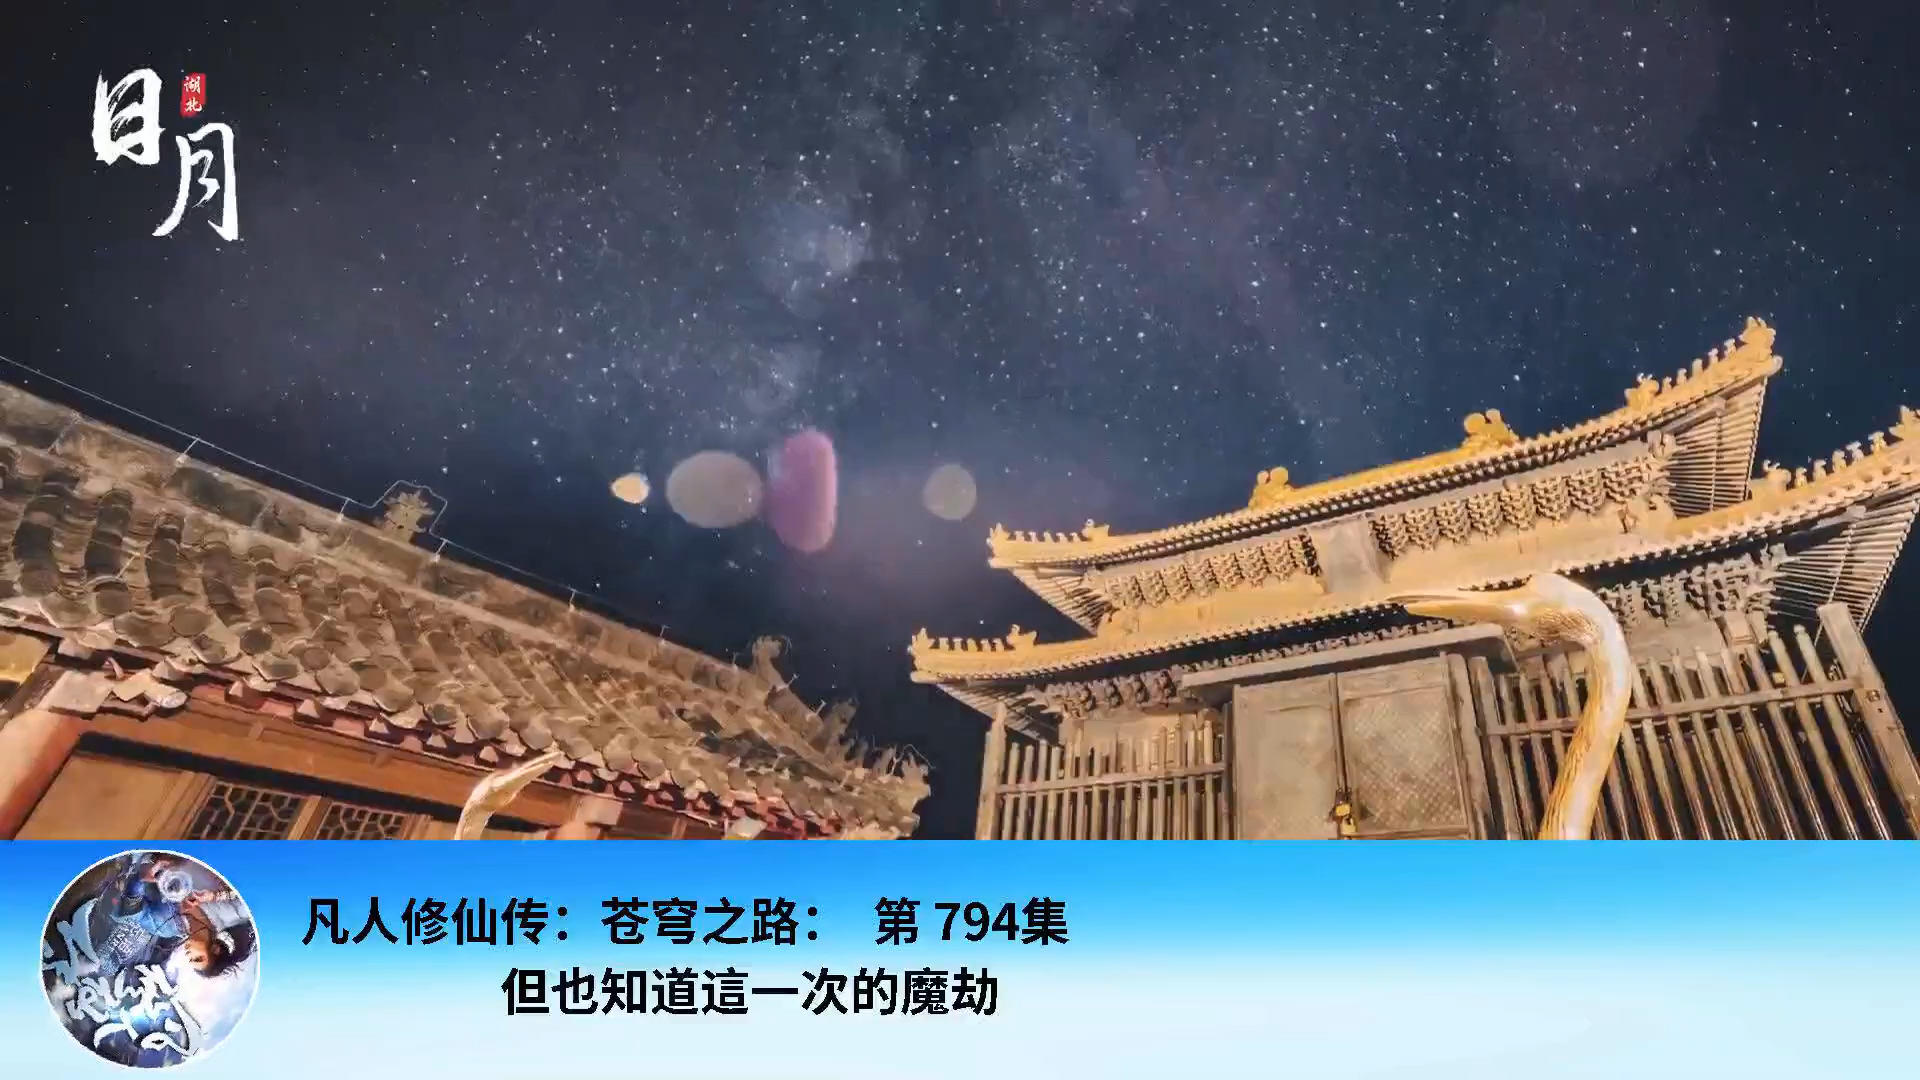 日月
湖北
凡人修仙传：苍穹之路： 第 794集
但也知道這一次的魔劫